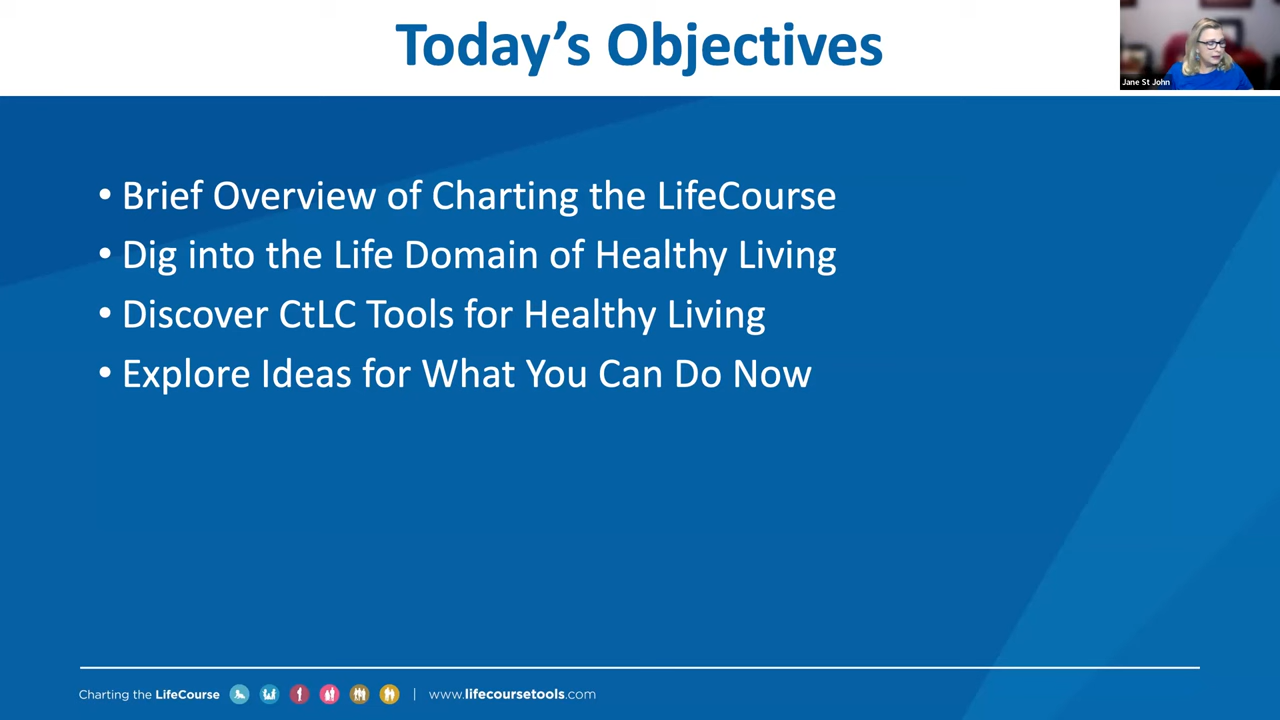 Today's Objectives
Jane St John
• Brief Overview of Charting the LifeCourse
• Dig into the Life Domain of Healthy Living
• Discover CtLC Tools for Healthy Living
• Explore Ideas for What You Can Do Now
Charting the LifeCourse | www.lifecoursetools.com